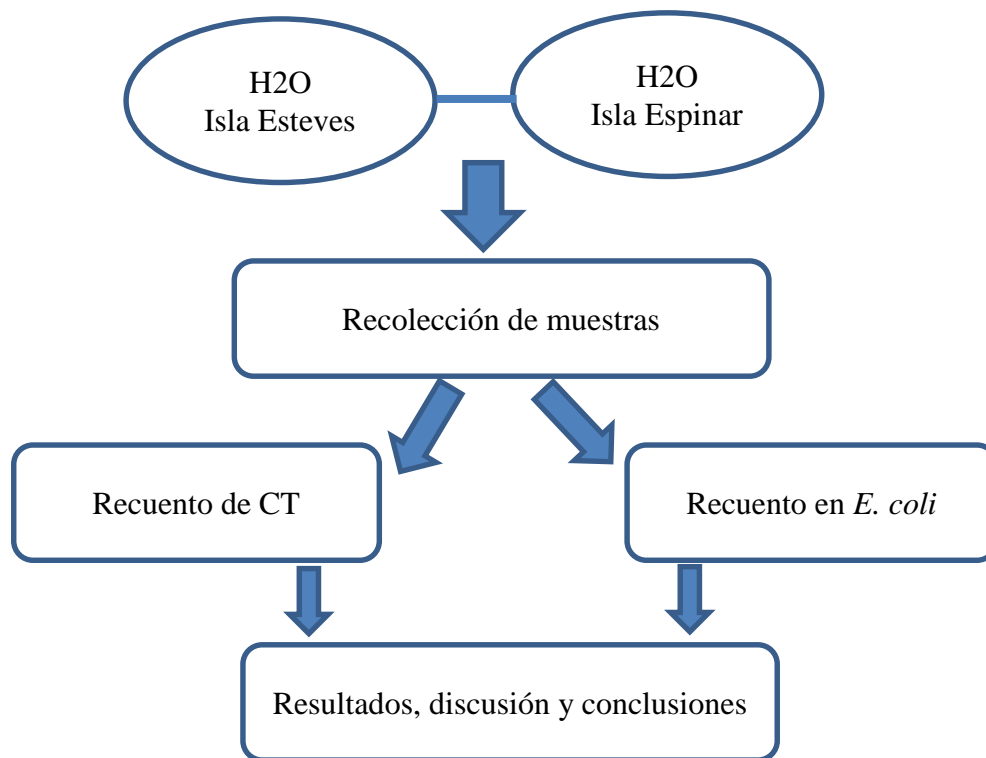 H2O
Isla Esteves
H2O
Isla Espinar
Recolección de muestras
Recuento de CT
Recuento en E. coli
Resultados, discusión y conclusiones